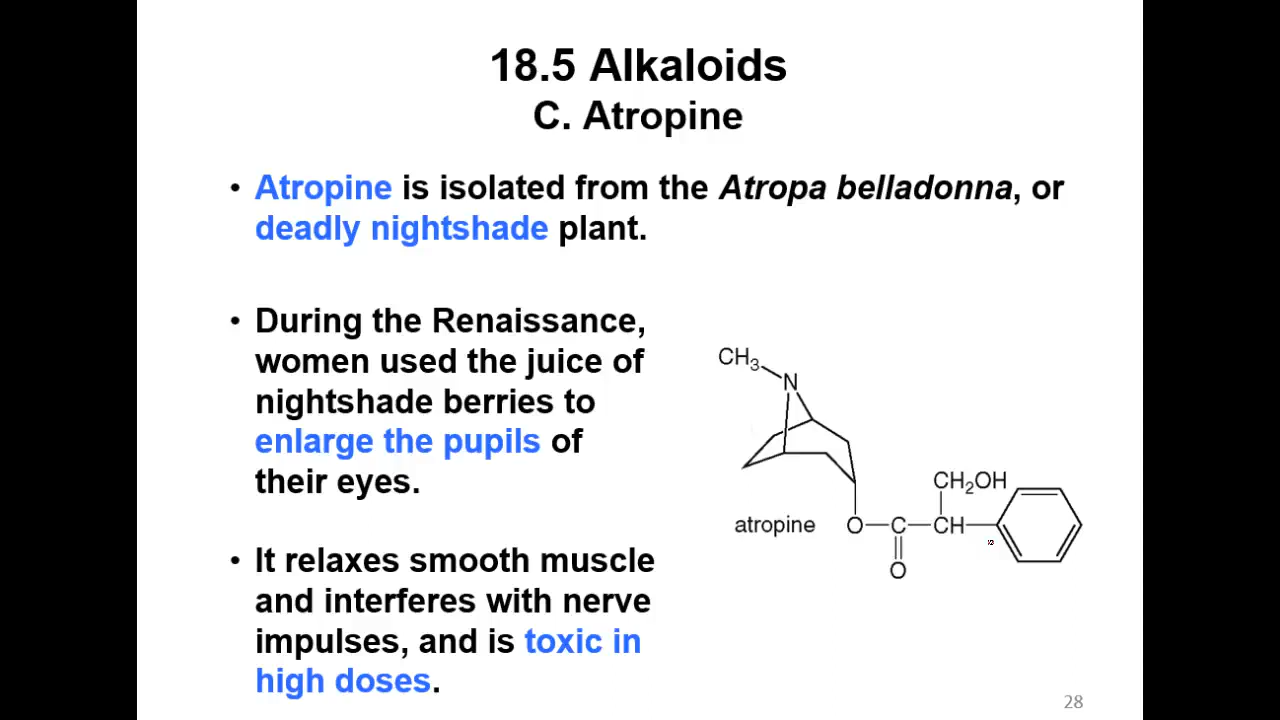 18.5 Alkaloids
C. Atropine
• Atropine is isolated from the Atropa belladonna, or
deadly nightshade plant.
• During the Renaissance,
women used the juice of
nightshade berries to
enlarge the pupils of
their eyes.
• It relaxes smooth muscle
and interferes with nerve
impulses, and is toxic in
high doses.
CH₃
N
CH₂OH
atropine
O—C—CH
O
28